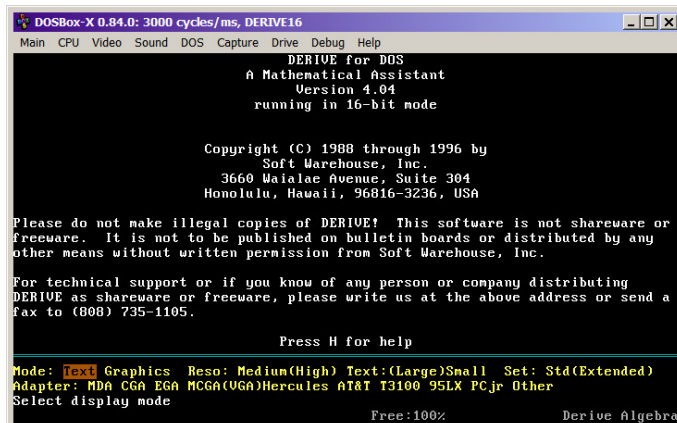 DOSBox-X 0.84.0: 3000 cycles/ms, DERIVE16
Main CPU Video Sound DOS Capture Drive Debug Help
DERIVE for DOS
A Mathematical Assistant
Version 4.04
running in 16-bit mode
Copyright (C) 1988 through 1996 by
Soft Warehouse, Inc.
3660 Waialae Avenue, Suite 304
Honolulu, Hawaii, 96816-3236, USA
Please do not make illegal copies of DERIVE! This software is not shareware or
freeware. It is not to be published on bulletin boards or distributed by any
other means without written permission from Soft Warehouse, Inc.
For technical support or if you know of any person or company distributing
DERIVE as shareware or freeware, please write us at the above address or send a
fax to (808) 735-1105.
Press H for help
Mode: Text Graphics Reso: Medium(High) Text:(Large)Small Set: Std(Extended)
Adapter: MDA CGA EGA MCGA(VGA)Hercules AT&T T3100 95LX PCjr Other
Select display mode
Free:100% Derive Algebra